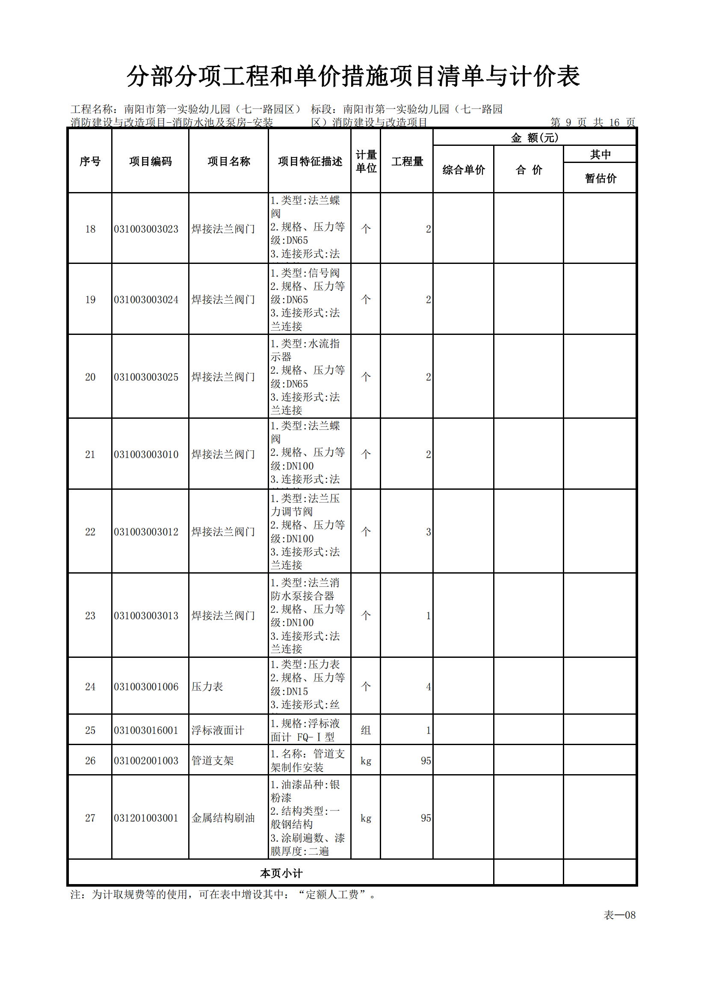 分部分项工程和单价措施项目清单与计价表
工程名称：南阳市第一实验幼儿园（七一路园区）
消防建设与改造项目-消防水池及泵房-安装
标段：南阳市第一实验幼儿园（七一路园
区）消防建设与改造项目
第 9 页 共 16 页
序号
项目编码
项目名称
项目特征描述
计量
单位
工程量
金 额(元)
综合单价
合 价
其中
暂估价
18
031003003023
焊接法兰阀门
1.类型:法兰蝶
阀
2.规格、压力等
级:DN65
3.连接形式:法
个
2
19
031003003024
焊接法兰阀门
1.类型:信号阀
2.规格、压力等
级:DN65
3.连接形式:法
兰连接
个
2
20
031003003025
焊接法兰阀门
1.类型:水流指
示器
2.规格、压力等
级:DN65
3.连接形式:法
兰连接
个
2
21
031003003010
焊接法兰阀门
1.类型:法兰蝶
阀
2.规格、压力等
级:DN100
3.连接形式:法
个
2
22
031003003012
焊接法兰阀门
1.类型:法兰压
力调节阀
2.规格、压力等
级:DN100
3.连接形式:法
兰连接
个
3
23
031003003013
焊接法兰阀门
1.类型:法兰消
防水泵接合器
2.规格、压力等
级:DN100
3.连接形式:法
兰连接
个
1
24
031003001006
压力表
1.类型:压力表
2.规格、压力等
级:DN15
3.连接形式:丝
个
4
25
031003016001
浮标液面计
1.规格:浮标液
面计 FQ-Ⅰ型
组
1
26
031002001003
管道支架
1.名称：管道支
架制作安装
kg
95
27
031201003001
金属结构刷油
1.油漆品种:银
粉漆
2.结构类型:一
般钢结构
3.涂刷遍数、漆
膜厚度:二遍
kg
95
本页小计
注：为计取规费等的使用，可在表中增设其中：“定额人工费”。
表—08